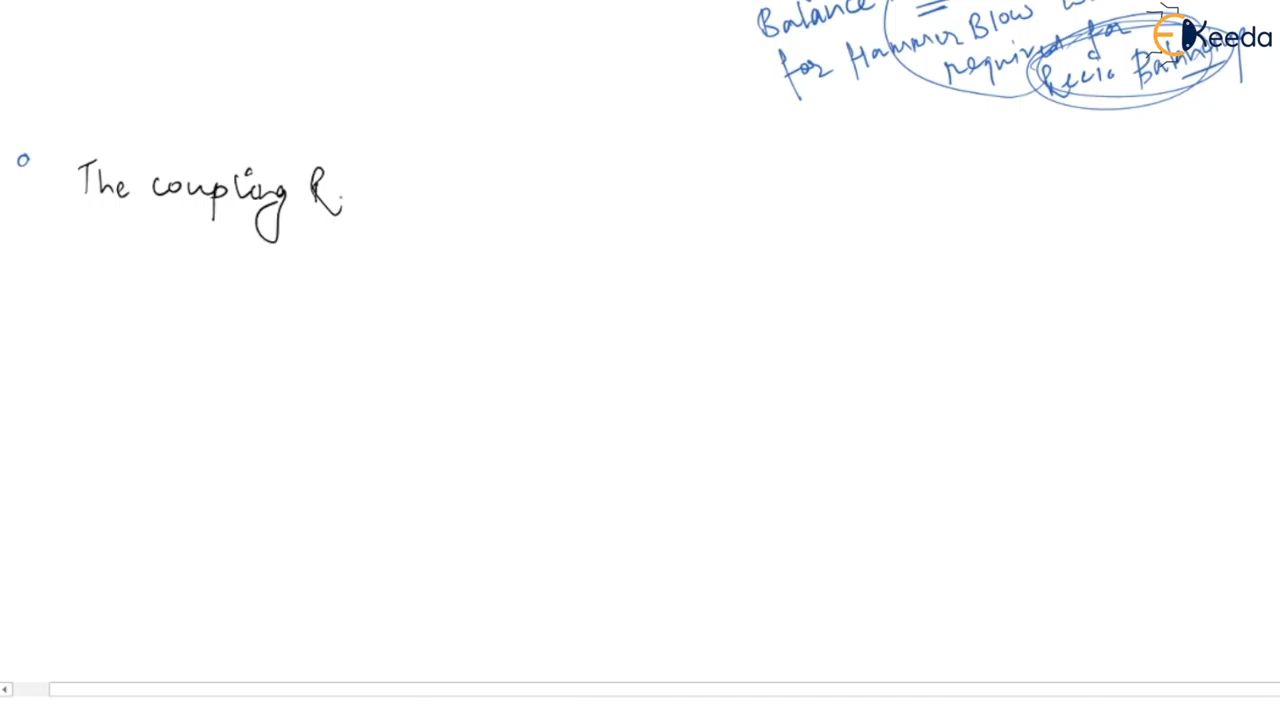 Balance
for Hammer Blow
required for
Recip Balancing
Keeda
The coupling R